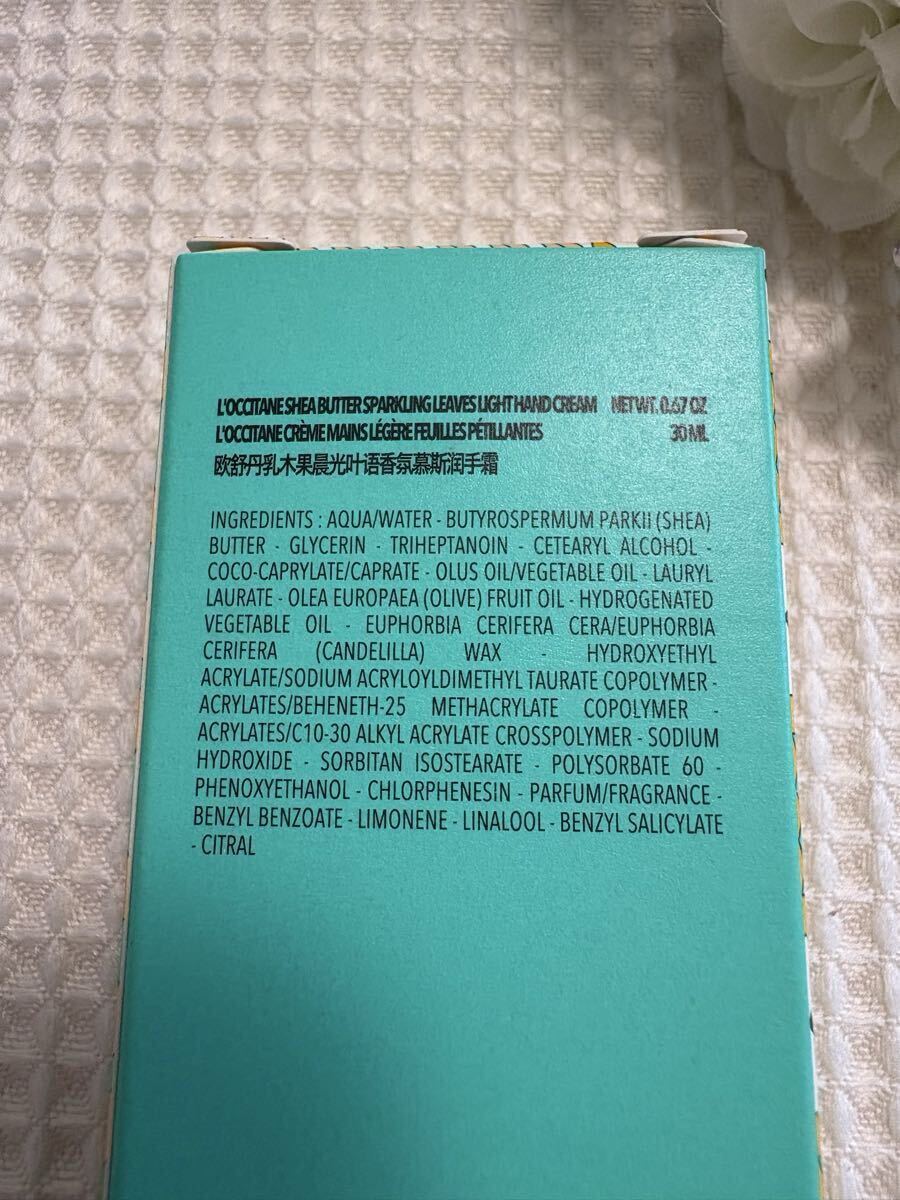 L'OCCITANE SHEA BUTTER SPARKLING LEAVES LIGHT HAND CREAM NET WT. 0.67 OZ
L'OCCITANE CRÈME MAINS LÉGÈRE FEUILLES PÉTILLANTES 30 ML
欧舒丹乳木果晨光叶语香氛慕斯润手霜
INGREDIENTS : AQUA/WATER - BUTYROSPERMUM PARKII (SHEA)
BUTTER - GLYCERIN - TRIHEPTANOIN - CETEARYL ALCOHOL -
COCO-CAPRYLATE/CAPRATE - OLUS OIL/VEGETABLE OIL - LAURYL
LAURATE - OLEA EUROPAEA (OLIVE) FRUIT OIL - HYDROGENATED
VEGETABLE OIL - EUPHORBIA CERIFERA CERA/EUPHORBIA
CERIFERA (CANDELILLA) WAX - HYDROXYETHYL
ACRYLATE/SODIUM ACRYLOYLDIMETHYL TAURATE COPOLYMER -
ACRYLATES/BEHENETH-25 METHACRYLATE COPOLYMER -
ACRYLATES/C10-30 ALKYL ACRYLATE CROSSPOLYMER - SODIUM
HYDROXIDE - SORBITAN ISOSTEARATE - POLYSORBATE 60 -
PHENOXYETHANOL - CHLORPHENESIN - PARFUM/FRAGRANCE -
BENZYL BENZOATE - LIMONENE - LINALOOL - BENZYL SALICYLATE
- CITRAL